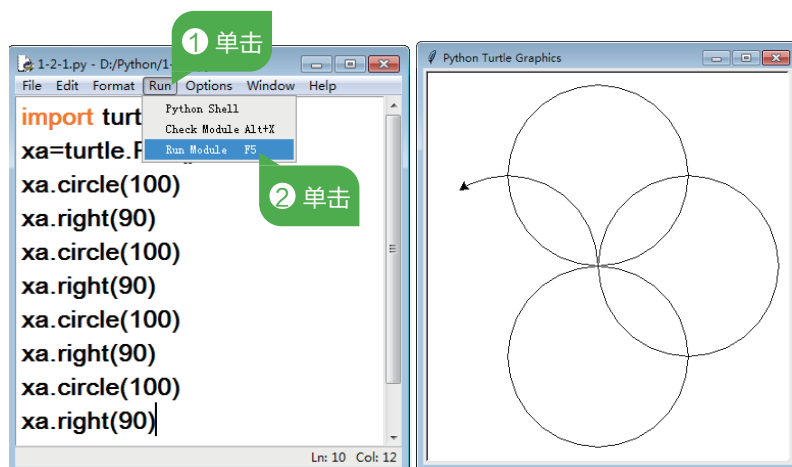 ① 单击
1-2-1.py - D:/Python/1-
File Edit Format Run Options Window Help
Python Shell
Check Module Alt+X
Run Module F5
② 单击
import turt
xa=turtle.
xa.circle(100)
xa.right(90)
xa.circle(100)
xa.right(90)
xa.circle(100)
xa.right(90)
xa.circle(100)
xa.right(90)
Ln: 10 Col: 12
Python Turtle Graphics